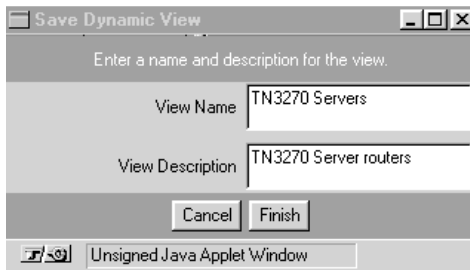 Save Dynamic View
Enter a name and description for the view.
View Name TN3270 Servers
View Description TN3270 Server routers
Cancel Finish
Unsigned Java Applet Window